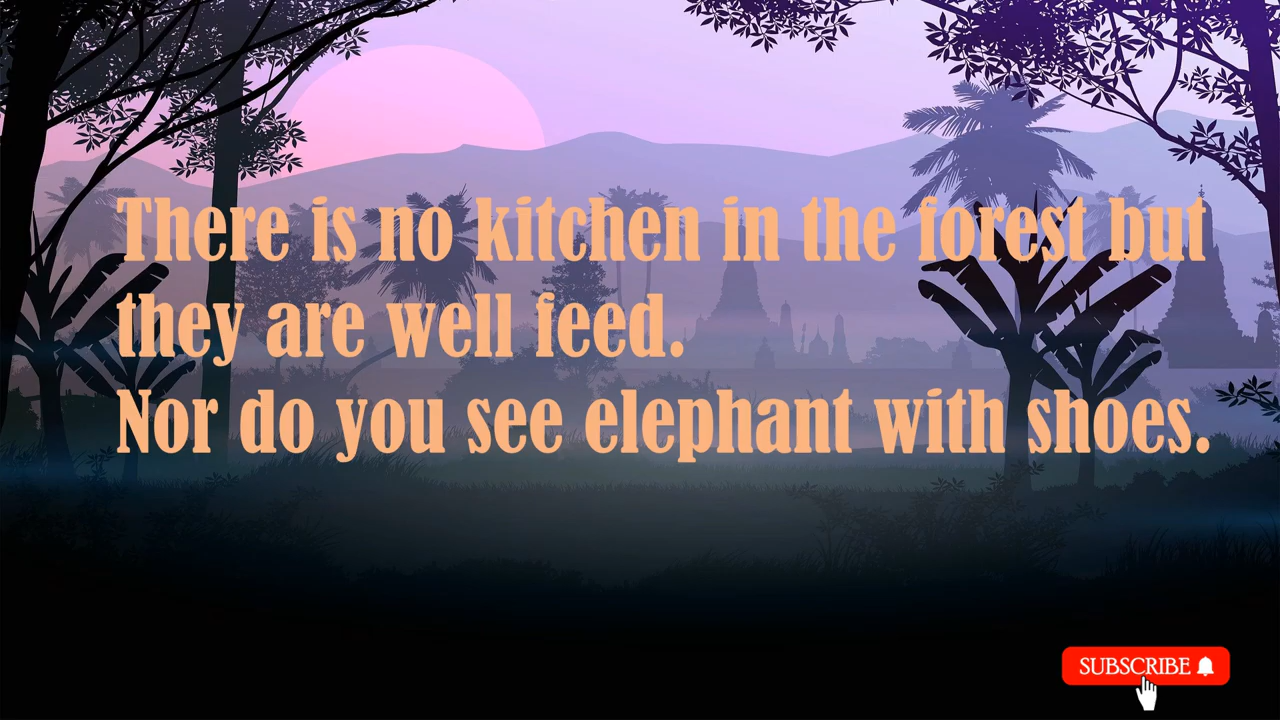 There is no kitchen in the forest but
they are well feed.
Nor do you see elephant with shoes.
SUBSCRIBE